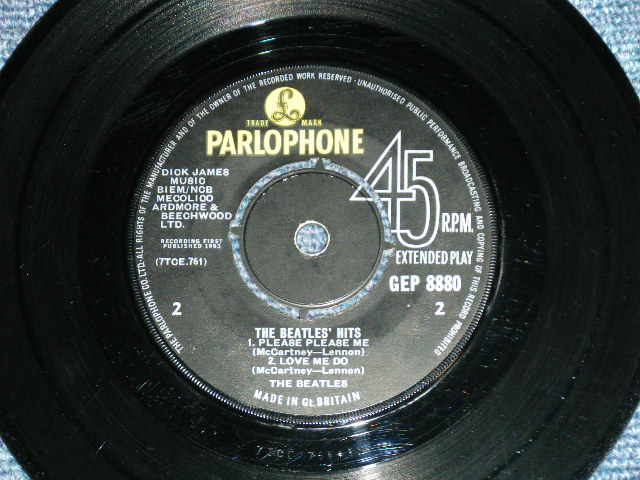 THE PARLOPHONE CO.LTD. ALL RIGHTS OF THE MANUFACTURER AND OF THE OWNER OF THE RECORDED WORK RESERVED · UNAUTHORISED PUBLIC PERFORMANCE BROADCASTING AND COPYING OF THIS RECORD PROHIBITED
£
TRADE MARK
PARLOPHONE
DICK JAMES
MUSIC
BIEM/NCB
MECOLICO
ARDMORE &
BEECHWOOD
LTD.
45
R.P.M.
RECORDING FIRST
PUBLISHED 1963
EXTENDED PLAY
(7TCE.761)
GEP 8880
2 2
THE BEATLES' HITS
1. PLEASE PLEASE ME
(McCartney—Lennon)
2. LOVE ME DO
(McCartney—Lennon)
THE BEATLES
MADE IN Gt. BRITAIN